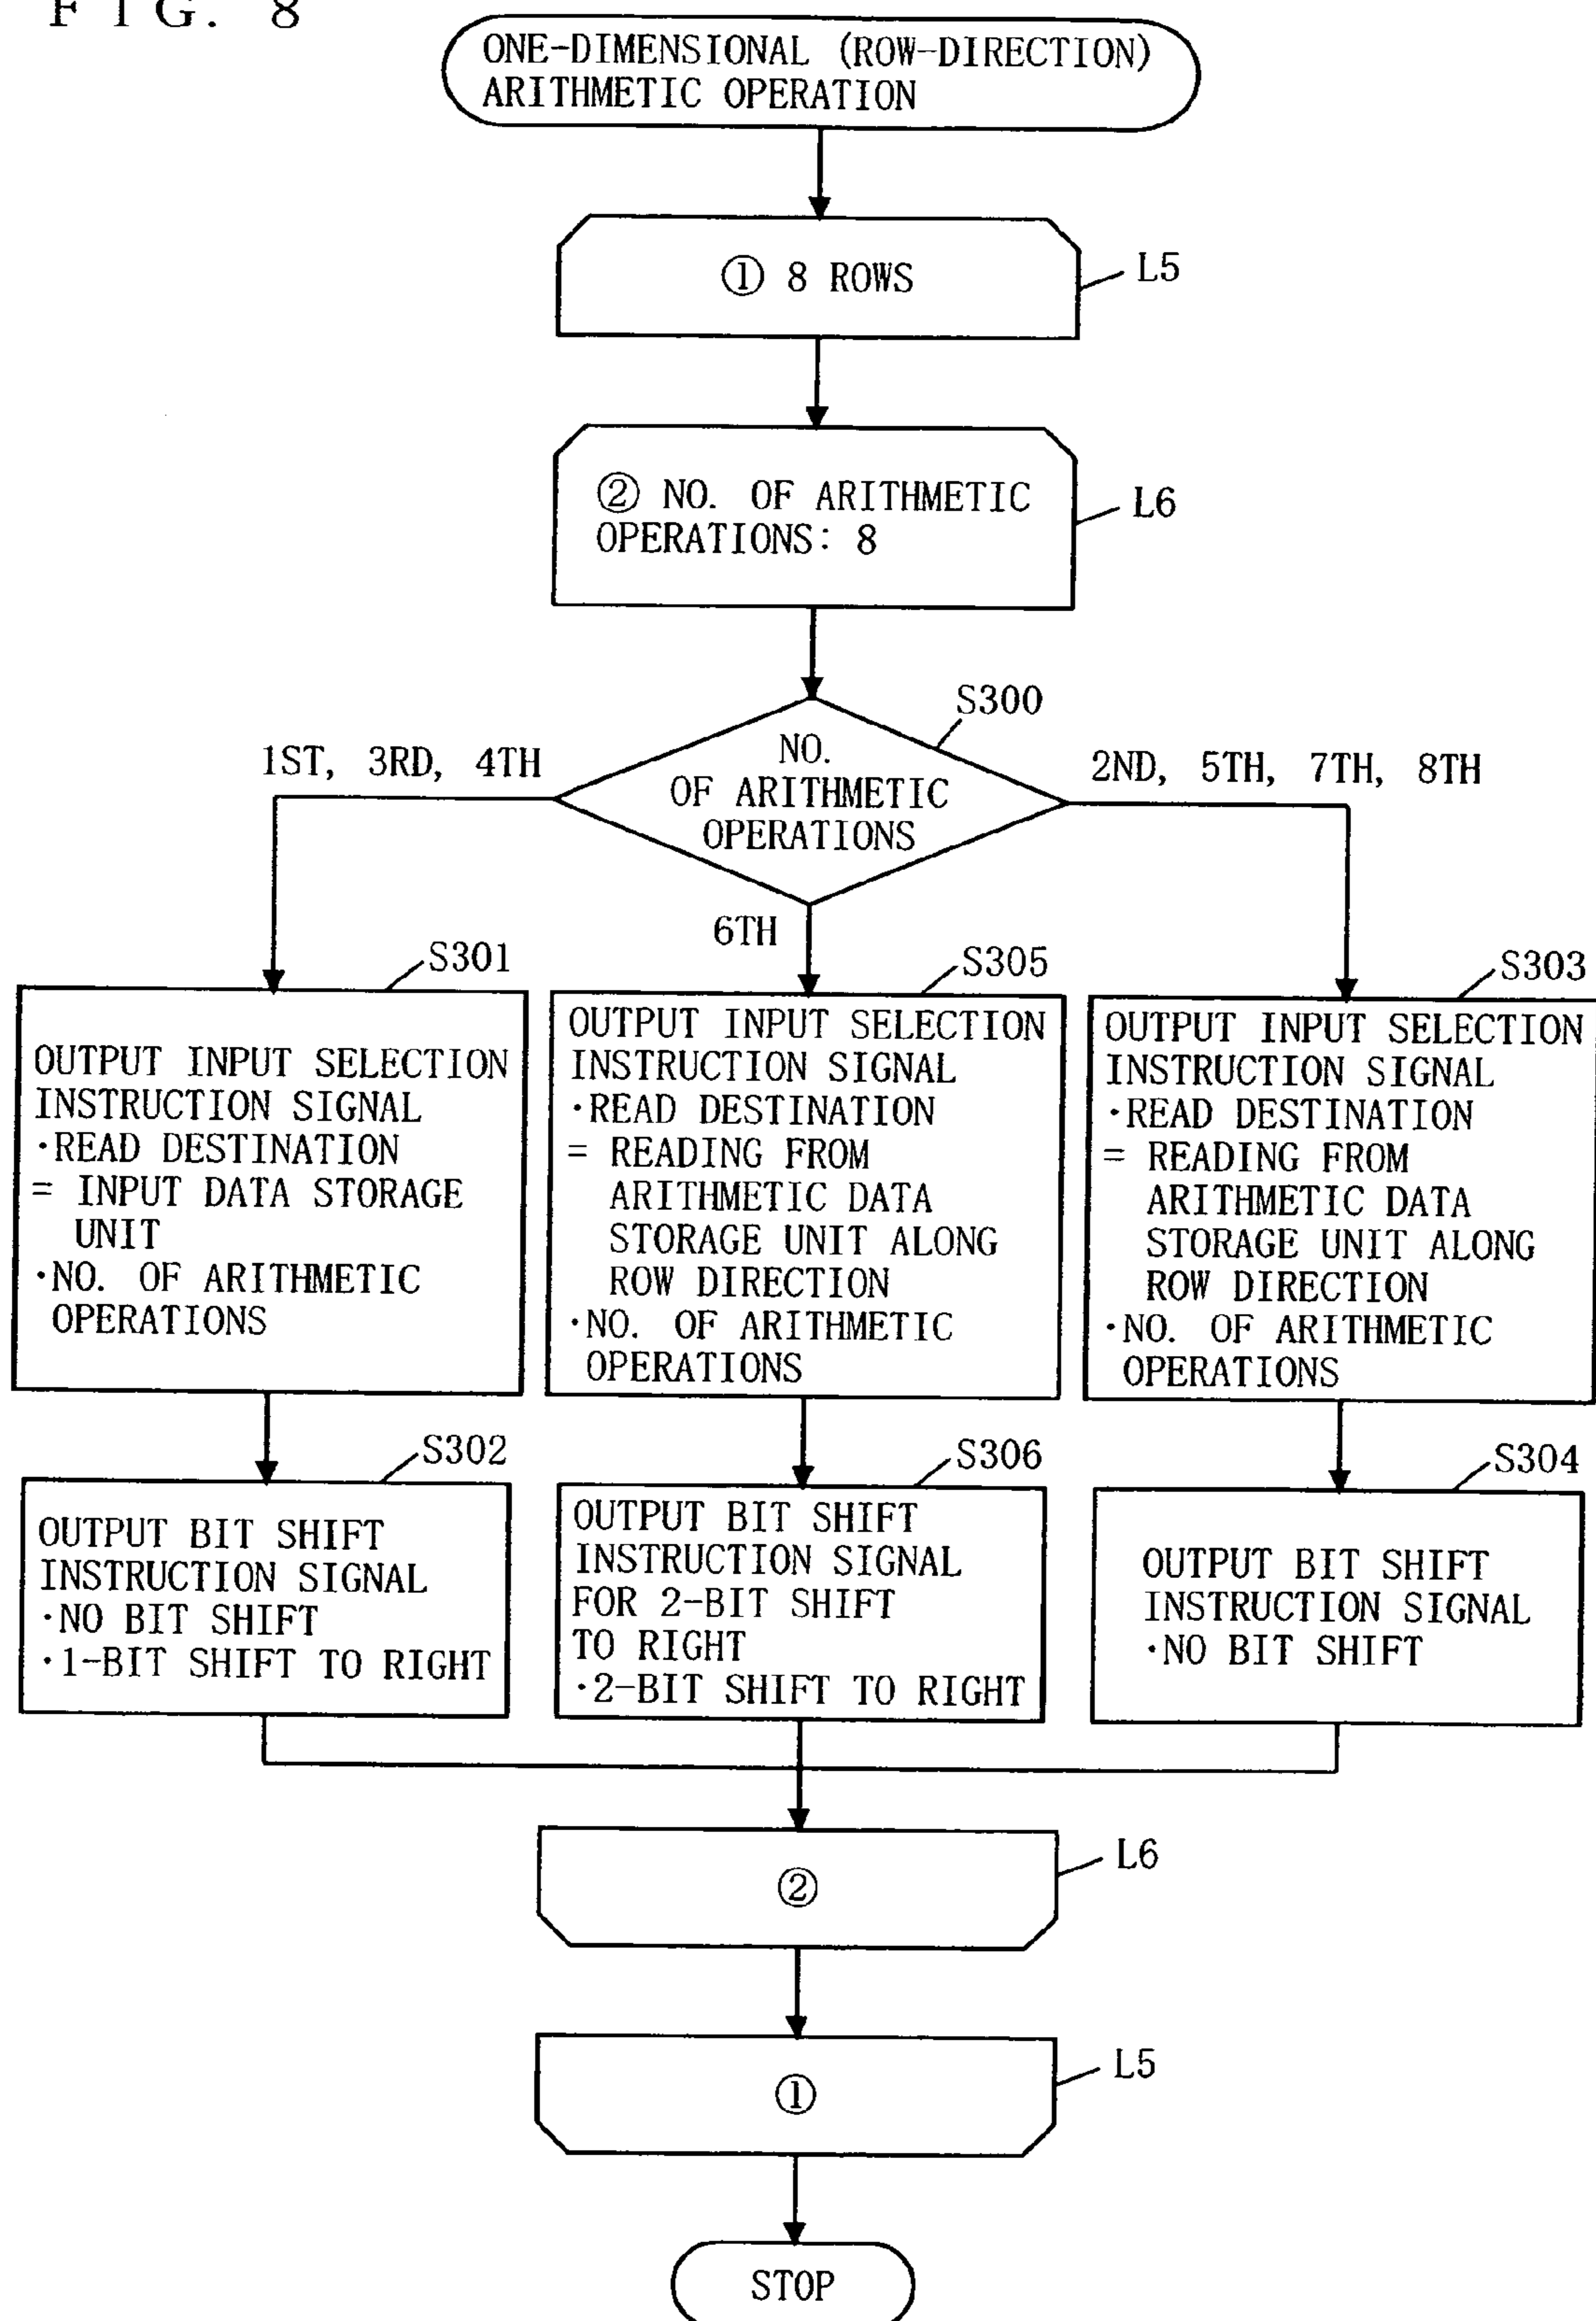 FIG. 8
ONE-DIMENSIONAL (ROW-DIRECTION)
ARITHMETIC OPERATION
① 8 ROWS
L5
② NO. OF ARITHMETIC
OPERATIONS: 8
L6
S300
NO.
OF ARITHMETIC
OPERATIONS
1ST, 3RD, 4TH
2ND, 5TH, 7TH, 8TH
6TH
S301
OUTPUT INPUT SELECTION
INSTRUCTION SIGNAL
·READ DESTINATION
= INPUT DATA STORAGE
UNIT
·NO. OF ARITHMETIC
OPERATIONS
S305
OUTPUT INPUT SELECTION
INSTRUCTION SIGNAL
·READ DESTINATION
= READING FROM
ARITHMETIC DATA
STORAGE UNIT ALONG
ROW DIRECTION
·NO. OF ARITHMETIC
OPERATIONS
S303
OUTPUT INPUT SELECTION
INSTRUCTION SIGNAL
·READ DESTINATION
= READING FROM
ARITHMETIC DATA
STORAGE UNIT ALONG
ROW DIRECTION
·NO. OF ARITHMETIC
OPERATIONS
S302
OUTPUT BIT SHIFT
INSTRUCTION SIGNAL
·NO BIT SHIFT
·1-BIT SHIFT TO RIGHT
S306
OUTPUT BIT SHIFT
INSTRUCTION SIGNAL
FOR 2-BIT SHIFT
TO RIGHT
·2-BIT SHIFT TO RIGHT
S304
OUTPUT BIT SHIFT
INSTRUCTION SIGNAL
·NO BIT SHIFT
②
L6
①
L5
STOP